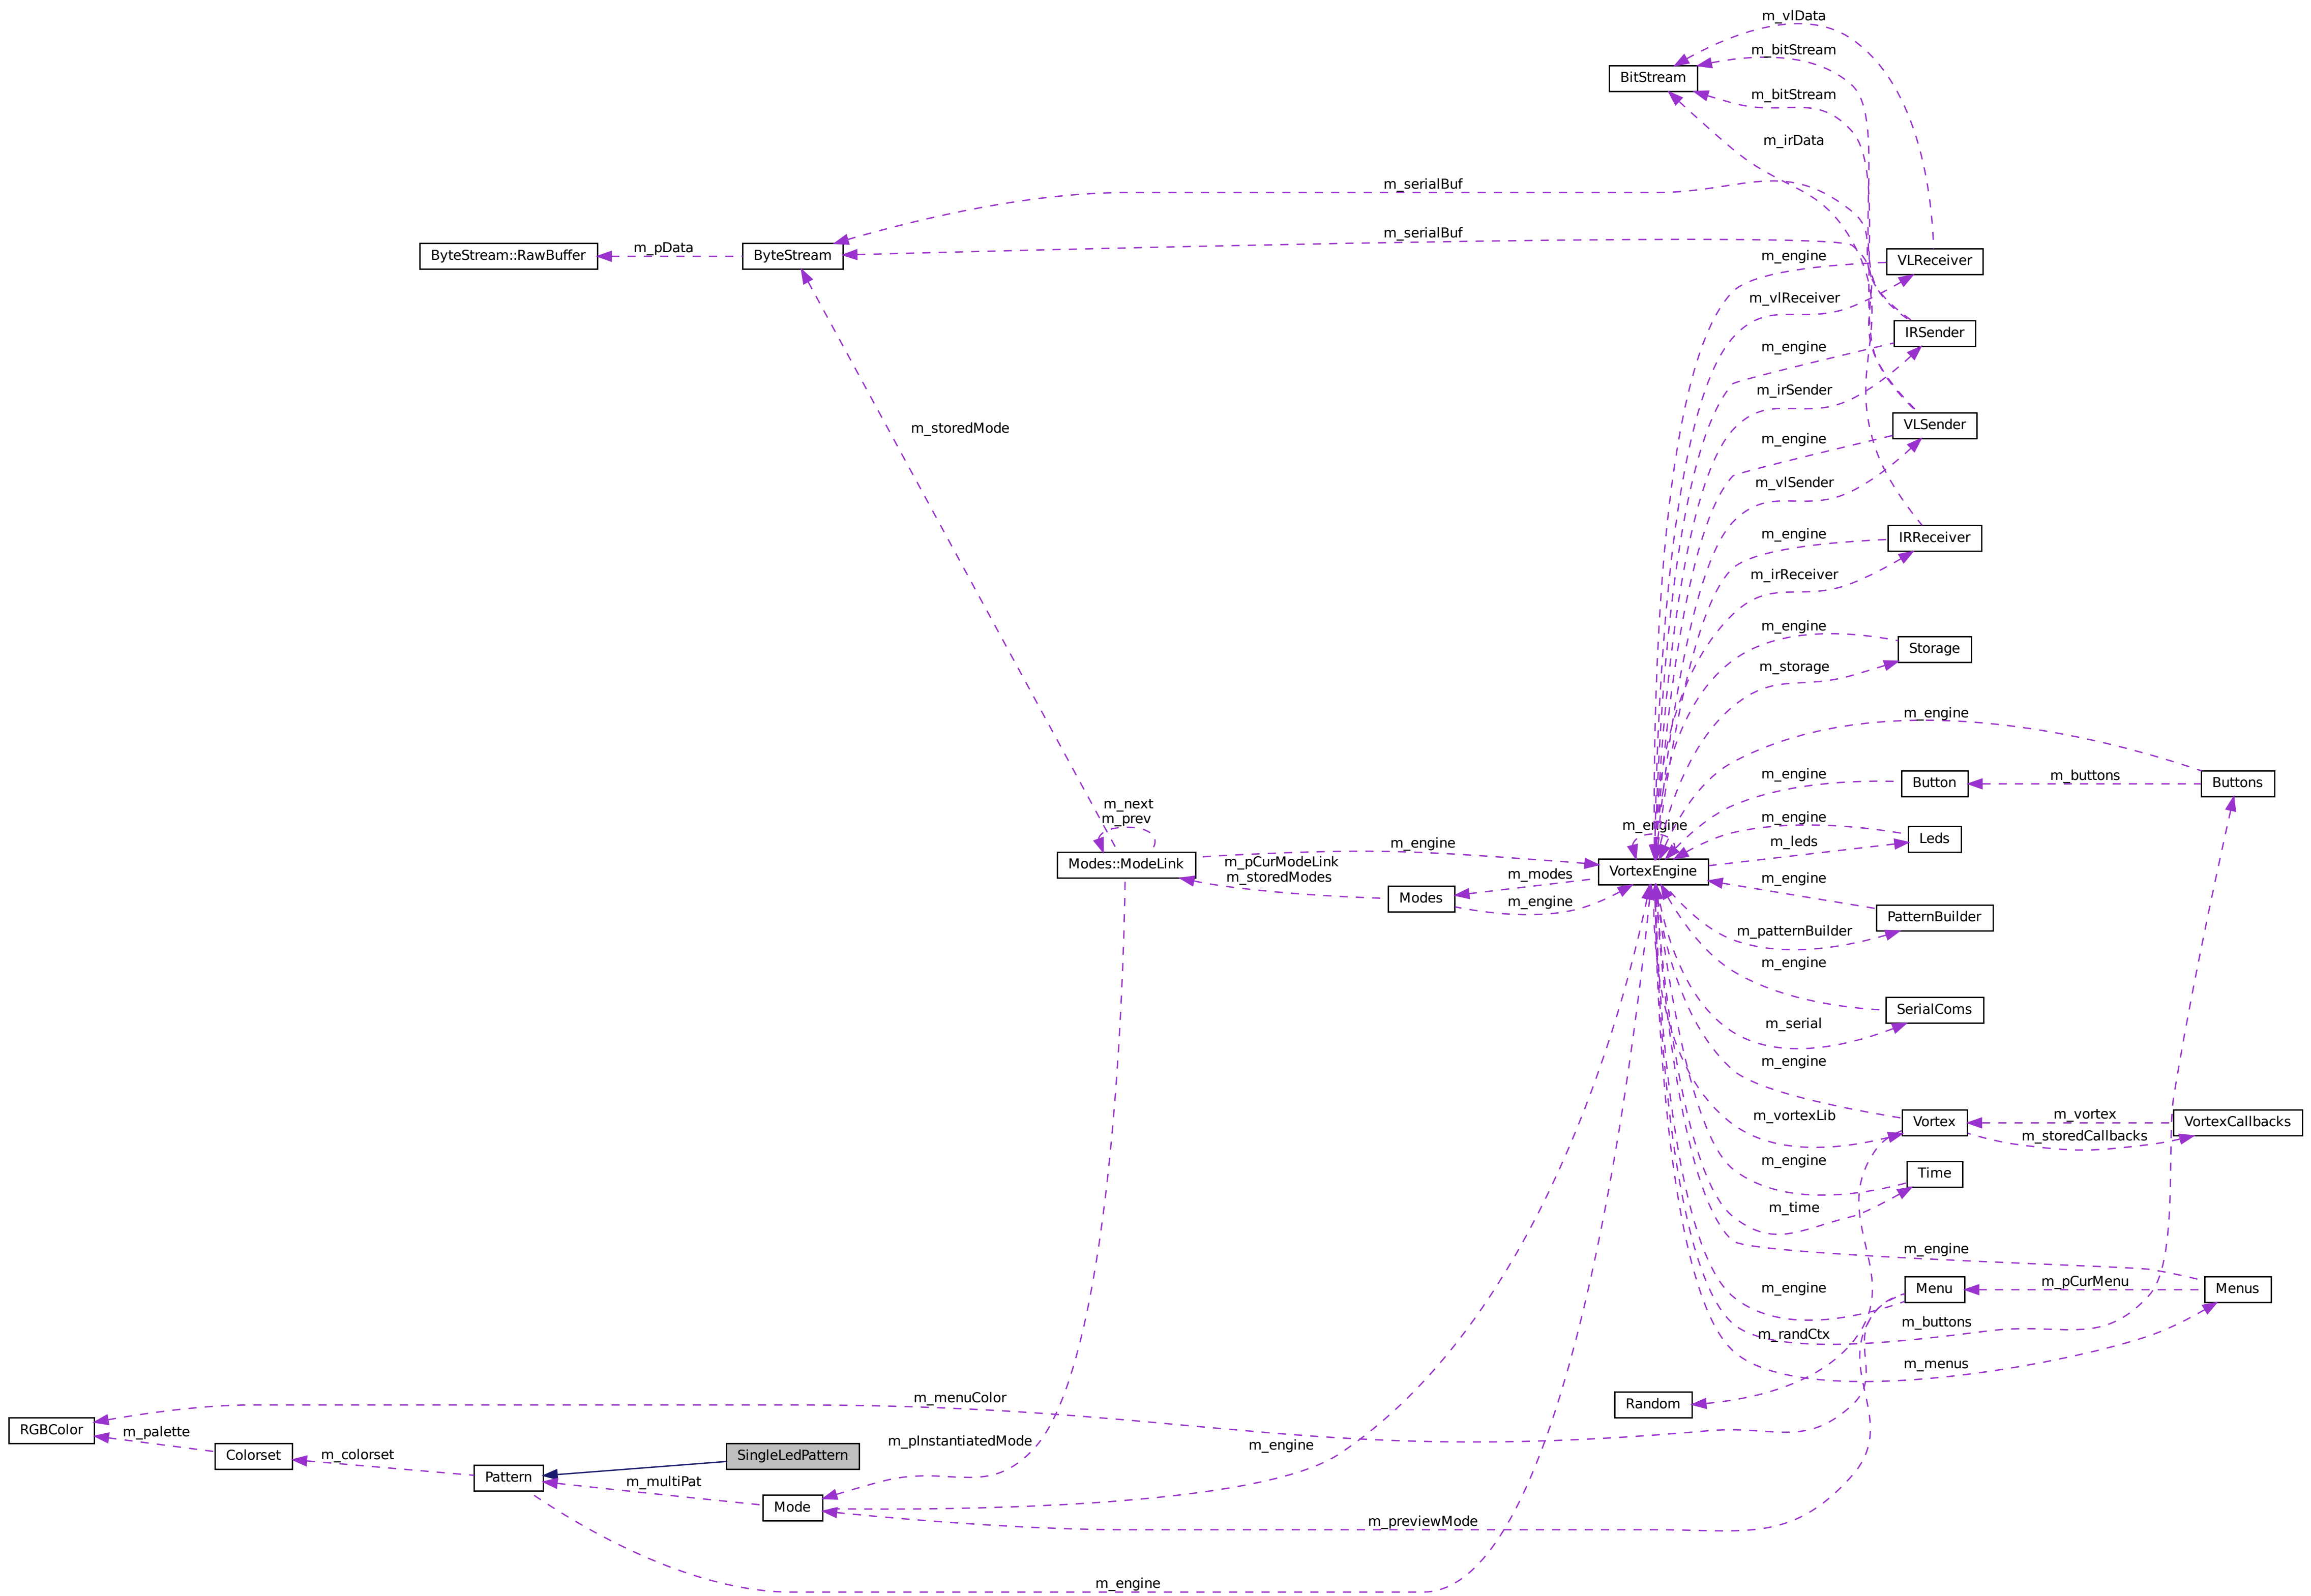 m_vlData
m_bitStream
BitStream
m_bitStream
m_irData
m_serialBuf
m_serialBuf
ByteStream::RawBuffer
m_pData
ByteStream
m_engine
VLReceiver
m_vlReceiver
IRSender
m_engine
m_irSender
VLSender
m_storedMode
m_engine
m_vlSender
m_engine
IRReceiver
m_irReceiver
m_engine
Storage
m_storage
m_engine
m_engine
Button
m_buttons
Buttons
m_next
m_prev
m_engine
m_engine
Leds
m_leds
m_engine
Modes::ModeLink
m_pCurModeLink
m_storedModes
m_modes
VortexEngine
m_engine
Modes
m_engine
PatternBuilder
m_patternBuilder
m_engine
SerialComs
m_serial
m_engine
m_vortexLib
Vortex
m_vortex
VortexCallbacks
m_storedCallbacks
m_engine
Time
m_time
m_engine
m_engine
Menu
m_pCurMenu
Menus
m_randCtx
m_buttons
m_menus
m_menuColor
Random
RGBColor
m_palette
Colorset
m_colorset
SingleLedPattern
m_pInstantiatedMode
m_engine
Pattern
m_multiPat
Mode
m_previewMode
m_engine